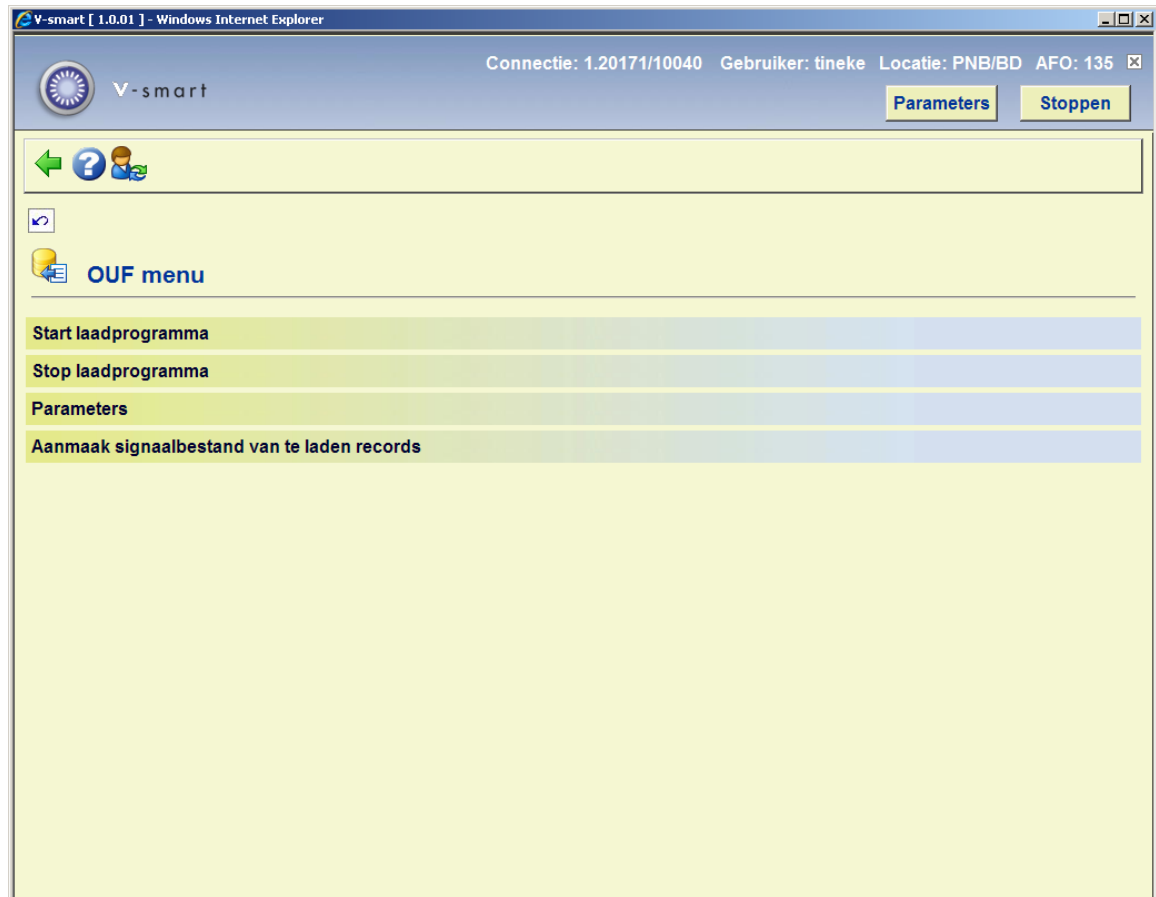 V-smart [ 1.0.01 ] - Windows Internet Explorer
Connectie: 1.20171/10040 Gebruiker: tineke Locatie: PNB/BD AFO: 135
V-smart
Parameters Stoppen
OUF menu
Start laadprogramma
Stop laadprogramma
Parameters
Aanmaak signaalbestand van te laden records